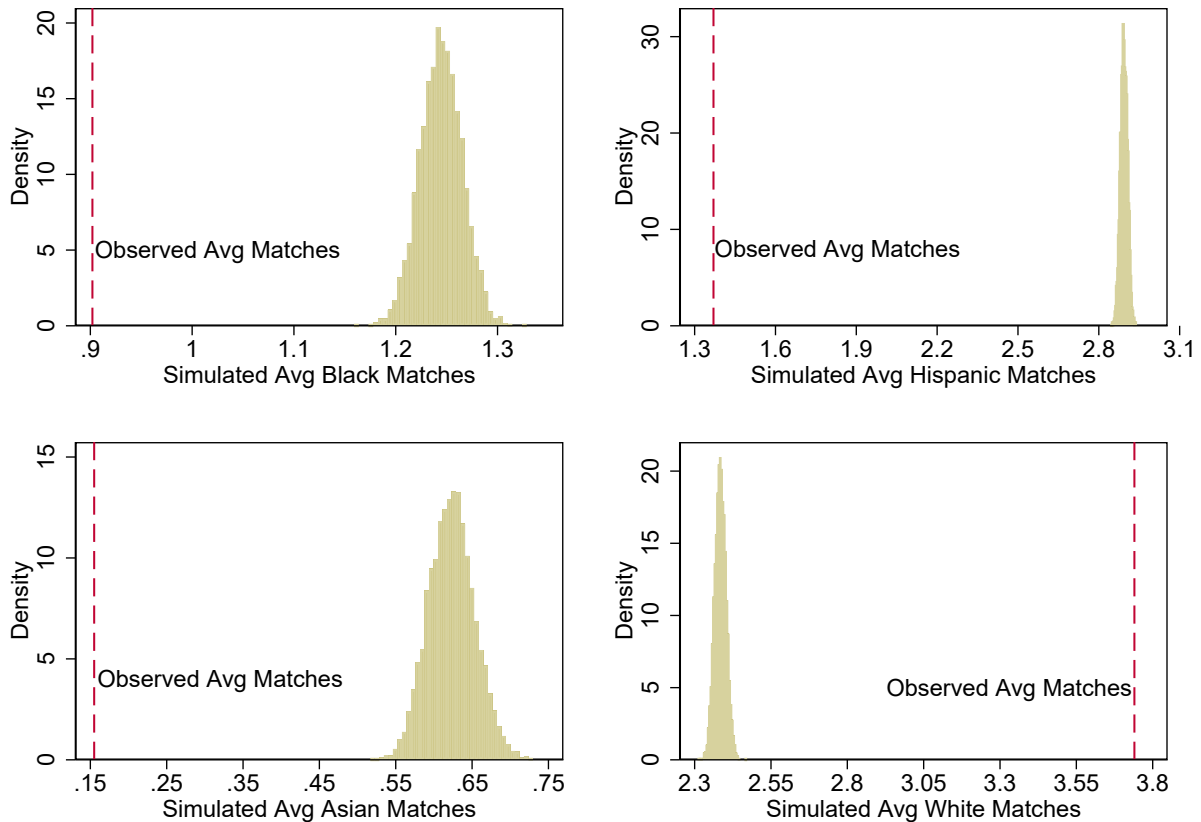 20
15
10
5
0
Density
Observed Avg Matches
.9 1 1.1 1.2 1.3
Simulated Avg Black Matches
30
20
10
0
Density
Observed Avg Matches
1.3 1.6 1.9 2.2 2.5 2.8 3.1
Simulated Avg Hispanic Matches
15
10
5
0
Density
Observed Avg Matches
.15 .25 .35 .45 .55 .65 .75
Simulated Avg Asian Matches
20
15
10
5
0
Density
Observed Avg Matches
2.3 2.55 2.8 3.05 3.3 3.55 3.8
Simulated Avg White Matches